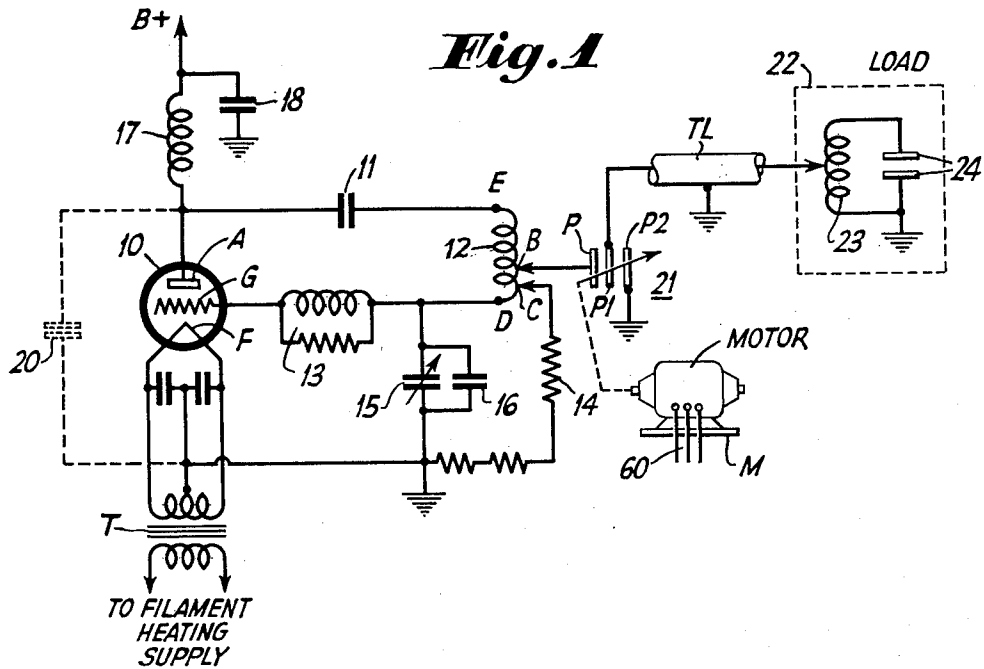 B+
Fig.1
22
LOAD
18
17
TL
11
E
24
12
B
P
P2
23
10
A
G
P1
21
D
C
F
20
13
MOTOR
15
16
14
60
M
T
TO FILAMENT
HEATING
SUPPLY